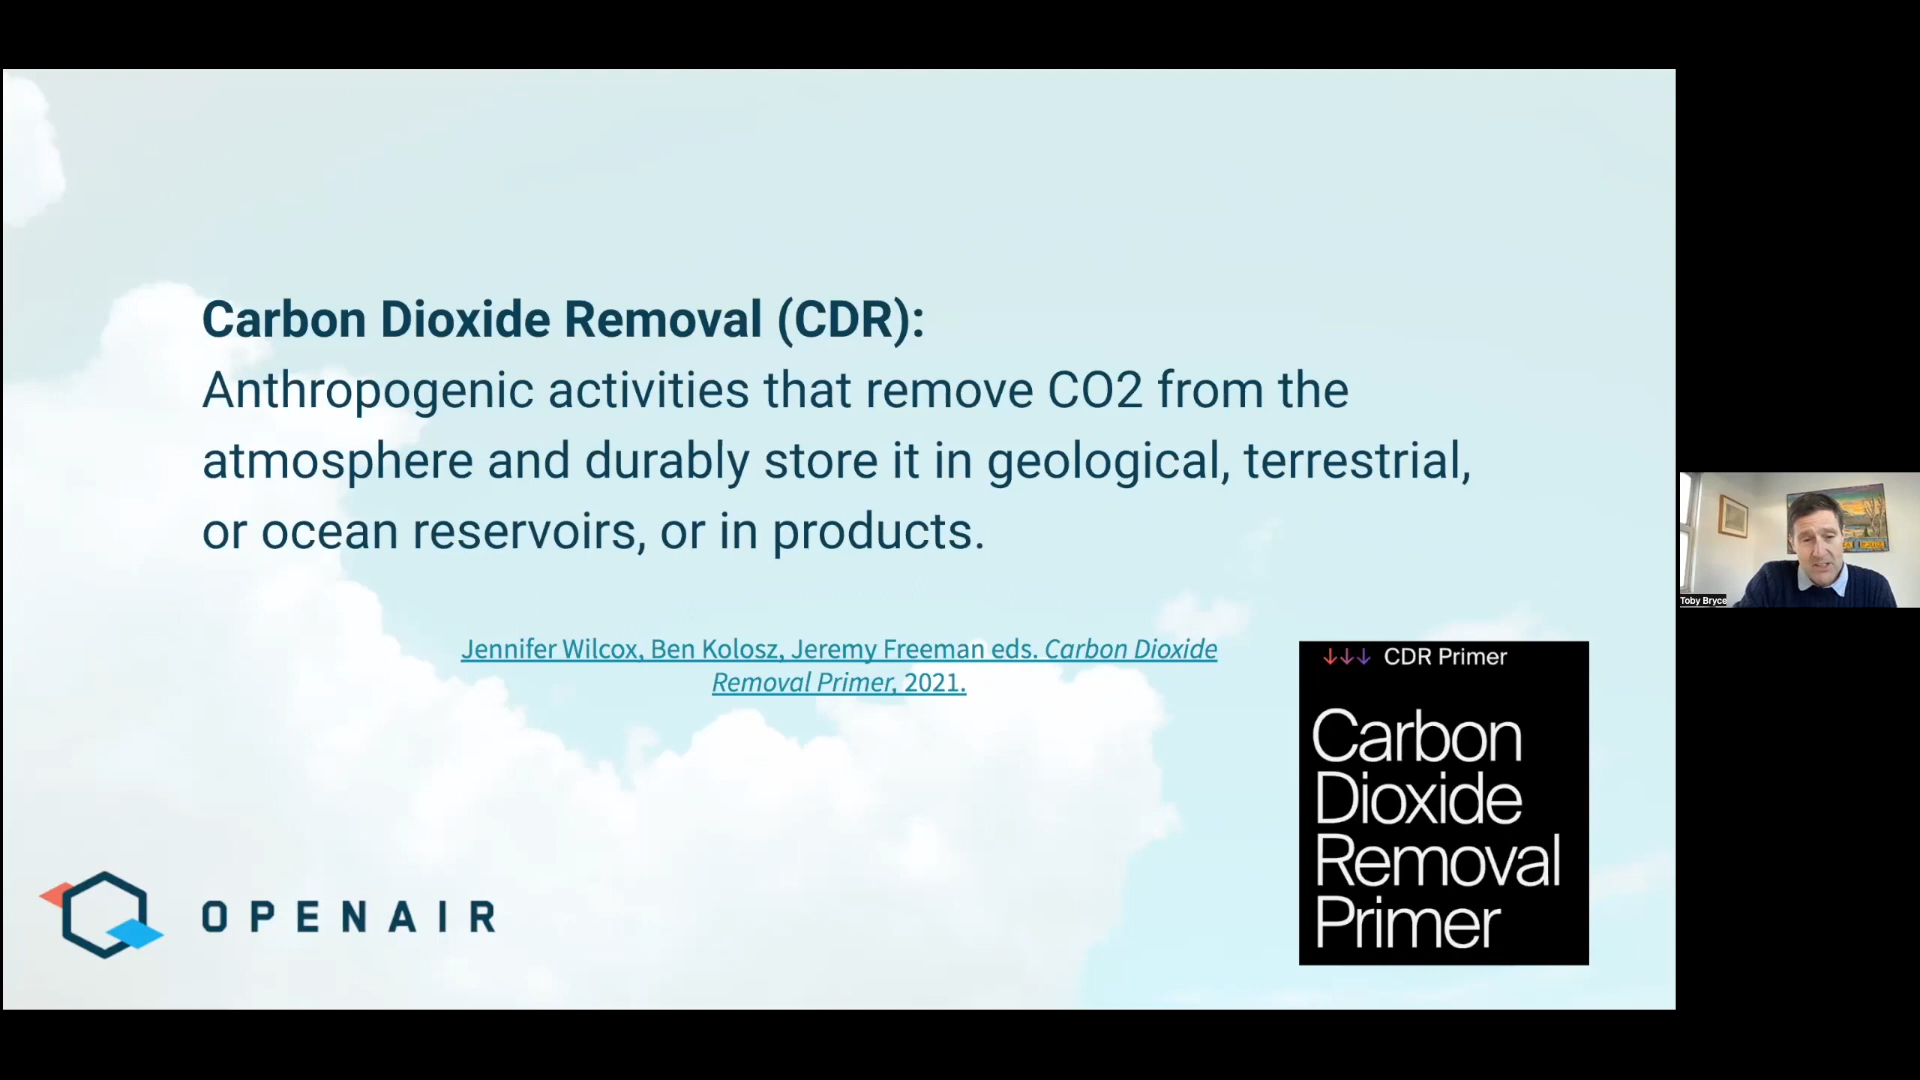 Carbon Dioxide Removal (CDR):
Anthropogenic activities that remove CO2 from the
atmosphere and durably store it in geological, terrestrial,
or ocean reservoirs, or in products.
Jennifer Wilcox, Ben Kolosz, Jeremy Freeman eds. Carbon Dioxide
Removal Primer, 2021.
CDR Primer
Carbon
Dioxide
Removal
Primer
OPENAIR
Toby Bryce